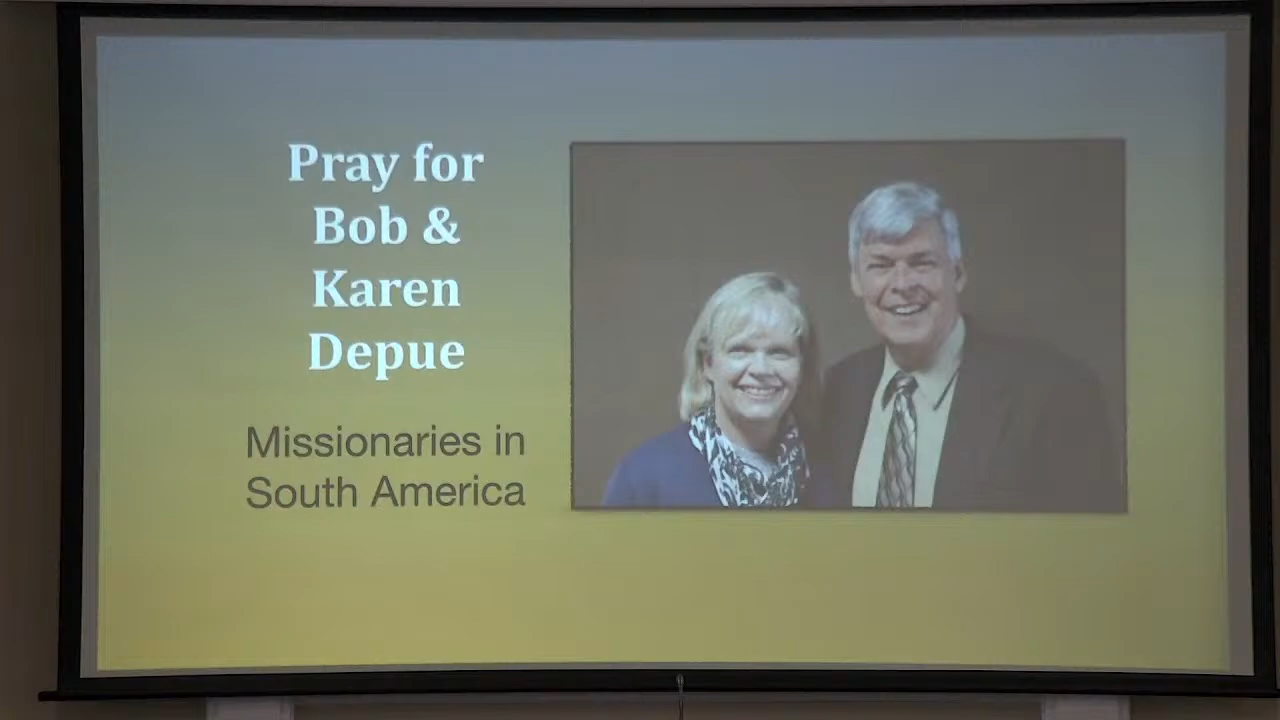 Pray for
Bob &
Karen
Depue
Missionaries in
South America